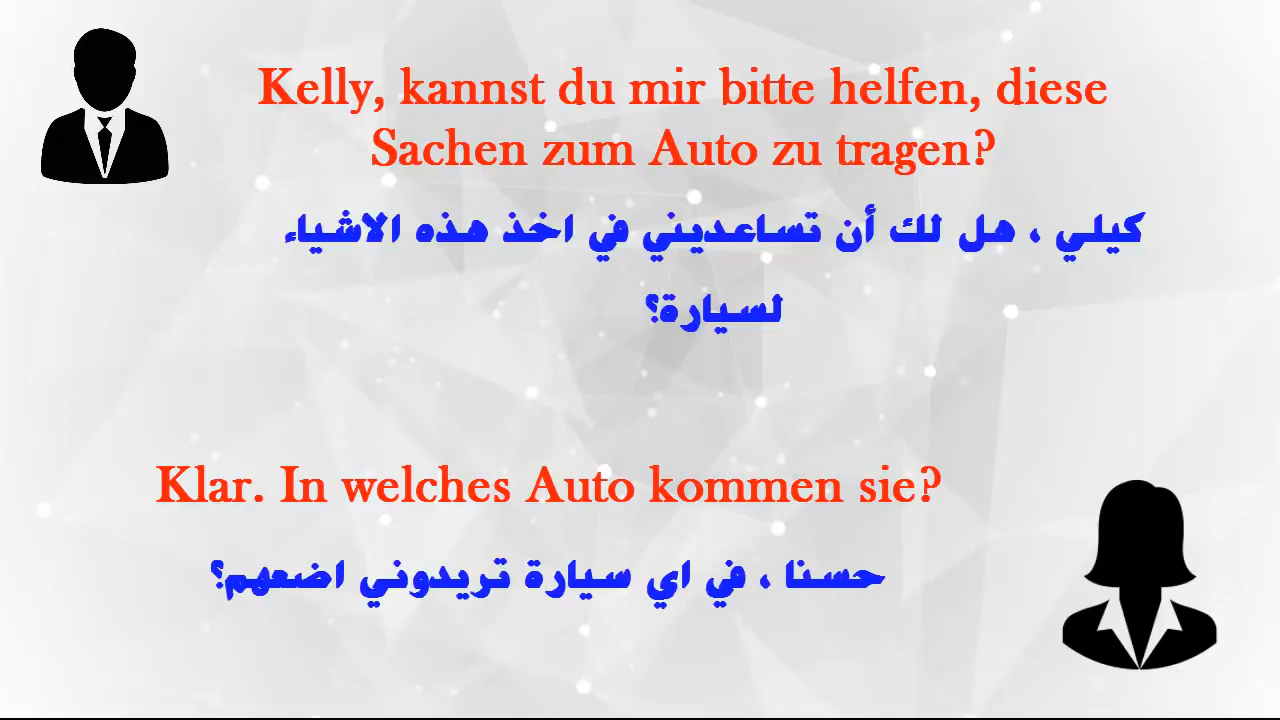 Kelly, kannst du mir bitte helfen, diese
Sachen zum Auto zu tragen?
كيلي ، هل لك أن تساعديني في اخذ هذه الاشياء
لسيارة؟
Klar. In welches Auto kommen sie?
حسنا ، في اي سيارة تريدوني اضعهم؟